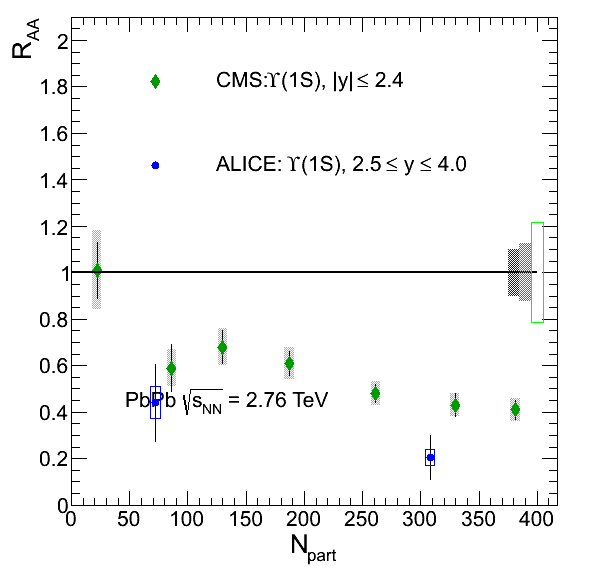 R_AA
2
1.8
CMS:ϒ(1S), |y| ≤ 2.4
1.6
1.4
ALICE: ϒ(1S), 2.5 ≤ y ≤ 4.0
1.2
1
0.8
0.6
0.4
PbPb √s_NN = 2.76 TeV
0.2
0
0 50 100 150 200 250 300 350 400
N_part